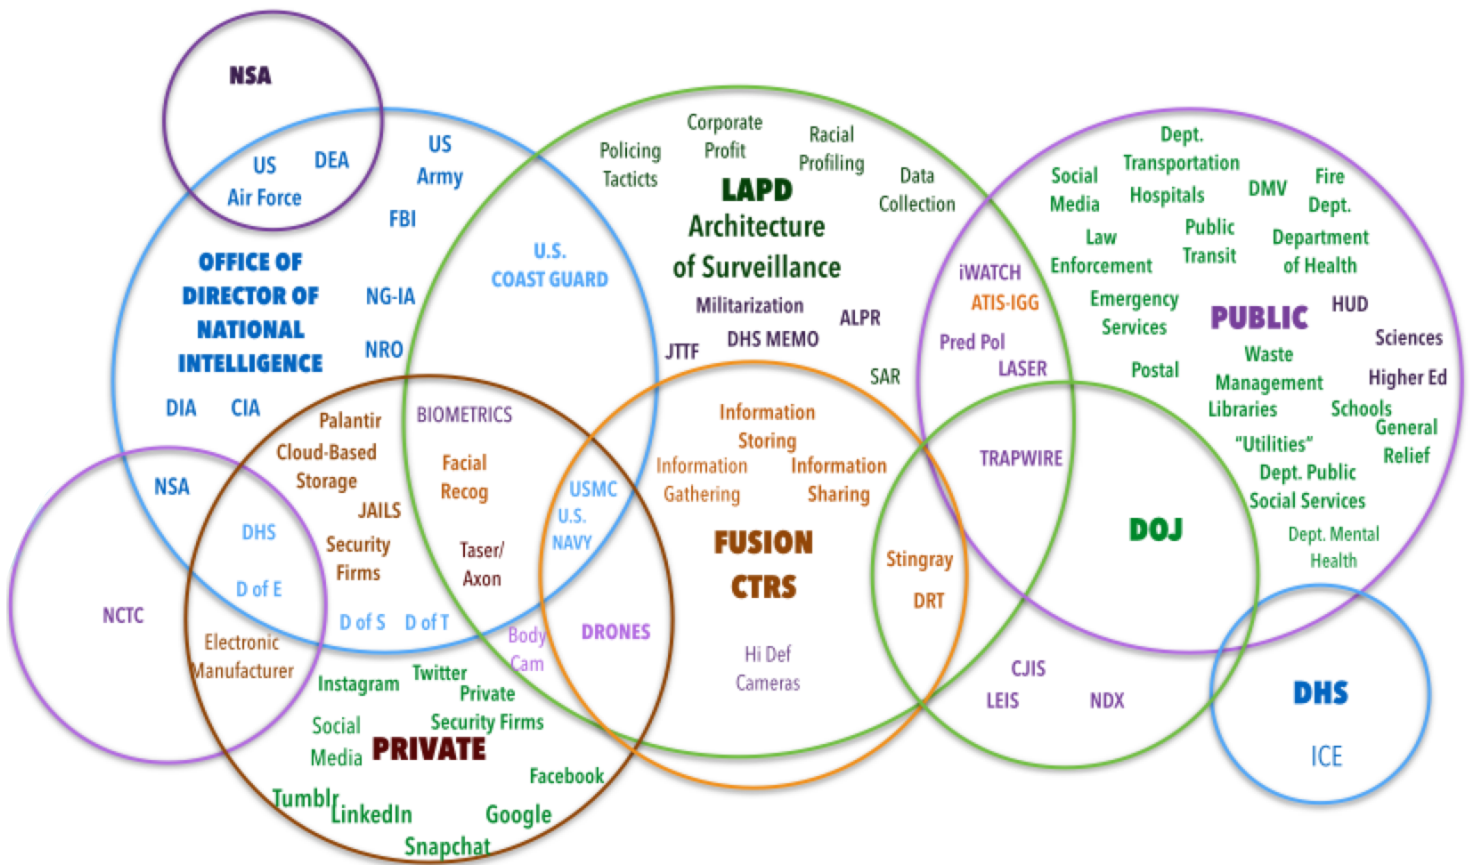 NSA
US
Air Force
DEA
US
Army
FBI
OFFICE OF
DIRECTOR OF
NATIONAL
INTELLIGENCE
NG-IA
NRO
DIA
CIA
U.S.
COAST GUARD
Policing
Tacticts
Corporate
Profit
Racial
Profiling
Data
Collection
LAPD
Architecture
of Surveillance
Militarization
ALPR
DHS MEMO
JTTF
SAR
iWATCH
ATIS-IGG
Pred Pol
LASER
Dept.
Transportation
Social
Media
Hospitals
DMV
Fire
Dept.
Law
Enforcement
Public
Transit
Department
of Health
Emergency
Services
PUBLIC
HUD
Sciences
Postal
Waste
Management
Higher Ed
Libraries
Schools
General
Relief
“Utilities”
Dept. Public
Social Services
Dept. Mental
Health
NSA
DHS
D of E
NCTC
Electronic
Manufacturer
Palantir
Cloud-Based
Storage
JAILS
Security
Firms
D of S
D of T
BIOMETRICS
Facial
Recog
Taser/
Axon
USMC
U.S.
NAVY
Body
Cam
DRONES
Information
Storing
Information
Gathering
Information
Sharing
FUSION
CTRS
Hi Def
Cameras
TRAPWIRE
DOJ
Stingray
DRT
CJIS
LEIS
NDX
DHS
ICE
Instagram
Twitter
Private
Security Firms
Social
Media
PRIVATE
Facebook
Tumblr
LinkedIn
Google
Snapchat